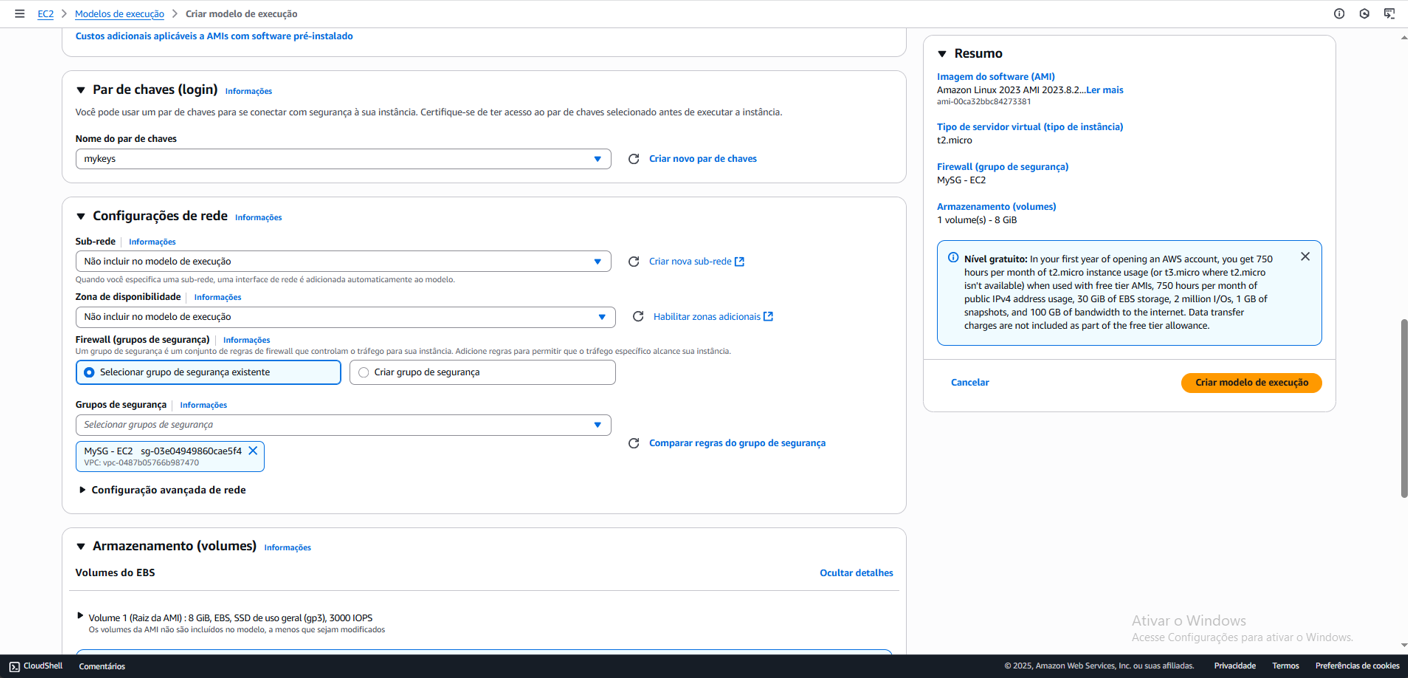 EC2 > Modelos de execução > Criar modelo de execução
Custos adicionais aplicáveis a AMIs com software pré-instalado
Par de chaves (login) Informações
Você pode usar um par de chaves para se conectar com segurança à sua instância. Certifique-se de ter acesso ao par de chaves selecionado antes de executar a instância.
Nome do par de chaves
mykeys
Criar novo par de chaves
Configurações de rede Informações
Sub-rede | Informações
Não incluir no modelo de execução
Criar nova sub-rede
Quando você especifica uma sub-rede, uma interface de rede é adicionada automaticamente ao modelo.
Zona de disponibilidade | Informações
Não incluir no modelo de execução
Habilitar zonas adicionais
Firewall (grupos de segurança) | Informações
Um grupo de segurança é um conjunto de regras de firewall que controlam o tráfego para sua instância. Adicione regras para permitir que o tráfego específico alcance sua instância.
Selecionar grupo de segurança existente
Criar grupo de segurança
Grupos de segurança | Informações
Selecionar grupos de segurança
MySG - EC2 sg-03e04949860cae5f4
VPC: vpc-0487b05766b987470
Comparar regras do grupo de segurança
Configuração avançada de rede
Armazenamento (volumes) Informações
Volumes do EBS
Ocultar detalhes
Volume 1 (Raiz da AMI) : 8 GiB, EBS, SSD de uso geral (gp3), 3000 IOPS
Os volumes da AMI não são incluídos no modelo, a menos que sejam modificados
Resumo
Imagem do software (AMI)
Amazon Linux 2023 AMI 2023.8.2...Ler mais
ami-00ca32bbc84273381
Tipo de servidor virtual (tipo de instância)
t2.micro
Firewall (grupo de segurança)
MySG - EC2
Armazenamento (volumes)
1 volume(s) - 8 GiB
Nível gratuito: In your first year of opening an AWS account, you get 750
hours per month of t2.micro instance usage (or t3.micro where t2.micro
isn't available) when used with free tier AMIs, 750 hours per month of
public IPv4 address usage, 30 GiB of EBS storage, 2 million I/Os, 1 GB of
snapshots, and 100 GB of bandwidth to the internet. Data transfer
charges are not included as part of the free tier allowance.
Cancelar
Criar modelo de execução
Ativar o Windows
Acesse Configurações para ativar o Windows.
CloudShell
Comentários
© 2025, Amazon Web Services, Inc. ou suas afiliadas.
Privacidade
Termos
Preferências de cookies